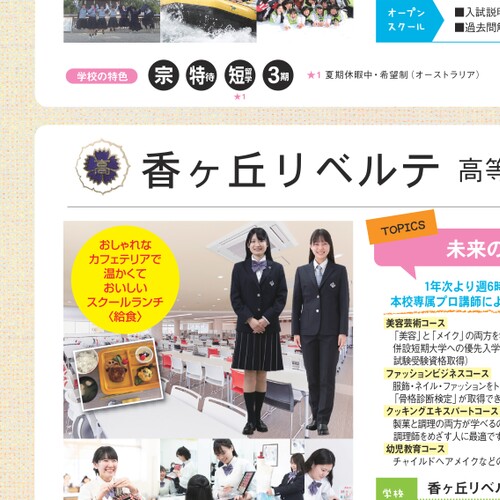 オープン
スクール
■入試説明
■過去問解
学校の特色
宗
特待
短留学
3期
★1 夏期休暇中・希望制（オーストラリア）
★1
高
香ヶ丘リベルテ 高等
おしゃれな
カフェテリアで
温かくて
おいしい
スクールランチ
〈給食〉
TOPICS
未来の
1年次より週6時
本校専属プロ講師によ
美容芸術コース
「美容」と「メイク」の両方を
併設短期大学への優先入学
試験受験資格取得）
ファッションビジネスコース
服飾・ネイル・ファッションをト
「骨格診断検定」が取得でき
クッキングエキスパートコース
製菓と調理の両方が学べるの
調理師をめざす人に最適です
幼児教育コース
チャイルドヘアメイクなどの
学校
香ヶ丘リベル